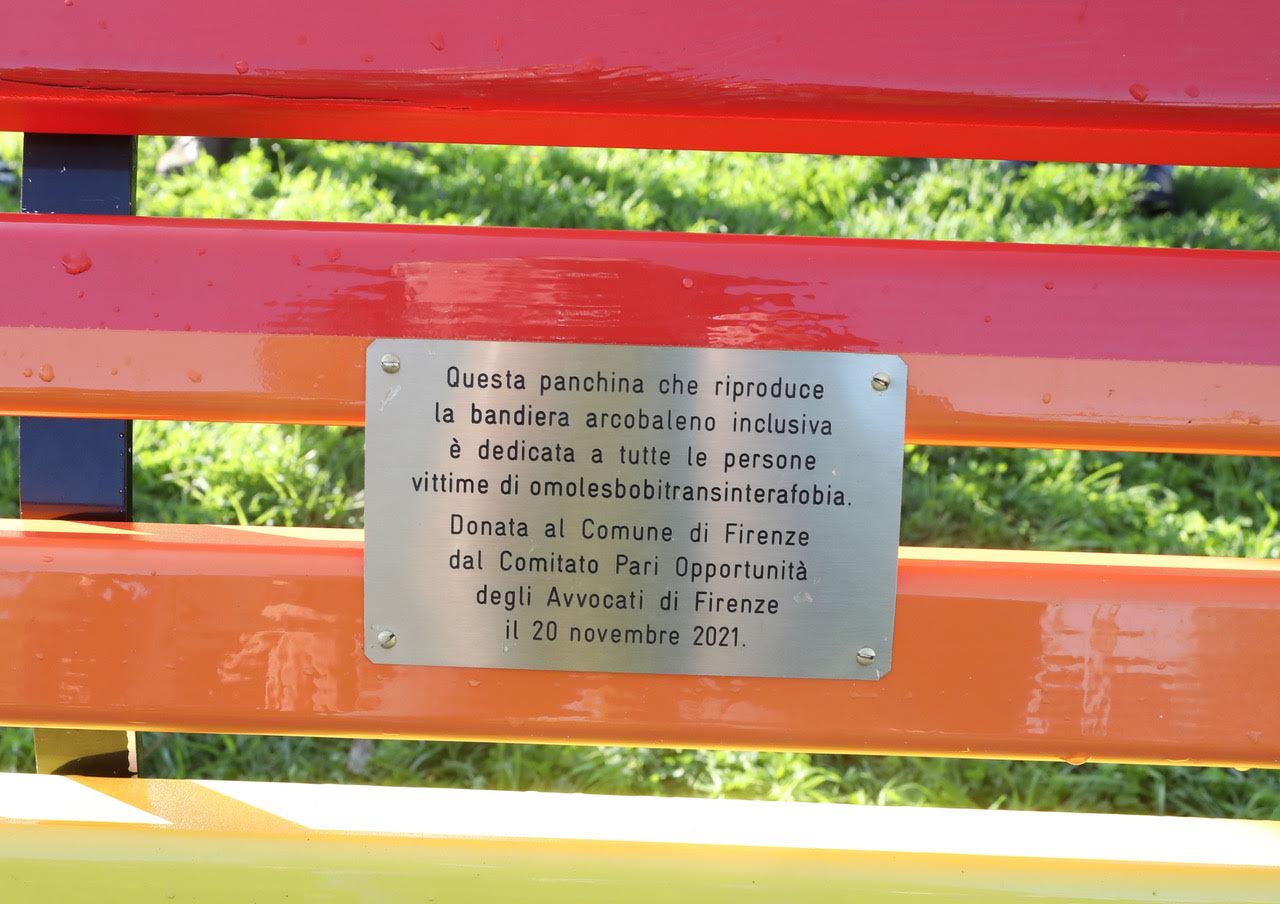 Questa panchina che riproduce
la bandiera arcobaleno inclusiva
è dedicata a tutte le persone
vittime di omolesbobitransinterafobia.
Donata al Comune di Firenze
dal Comitato Pari Opportunità
degli Avvocati di Firenze
il 20 novembre 2021.